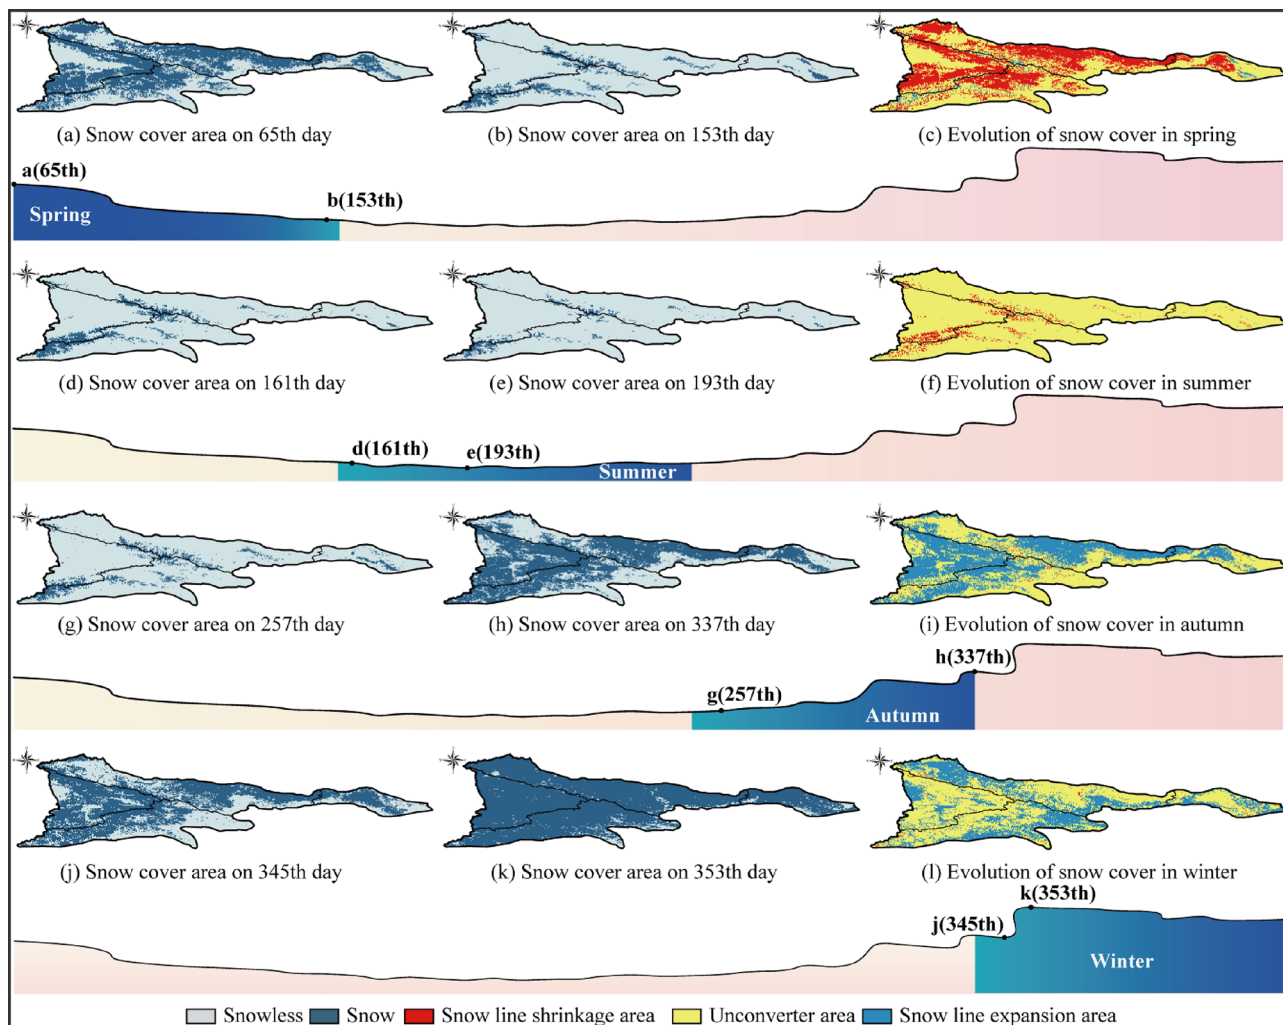 (a) Snow cover area on 65th day
(b) Snow cover area on 153th day
(c) Evolution of snow cover in spring
a(65th)
b(153th)
Spring
(d) Snow cover area on 161th day
(e) Snow cover area on 193th day
(f) Evolution of snow cover in summer
d(161th)
e(193th)
Summer
(g) Snow cover area on 257th day
(h) Snow cover area on 337th day
(i) Evolution of snow cover in autumn
h(337th)
g(257th)
Autumn
(j) Snow cover area on 345th day
(k) Snow cover area on 353th day
(l) Evolution of snow cover in winter
k(353th)
j(345th)
Winter
Snowless
Snow
Snow line shrinkage area
Unconverter area
Snow line expansion area